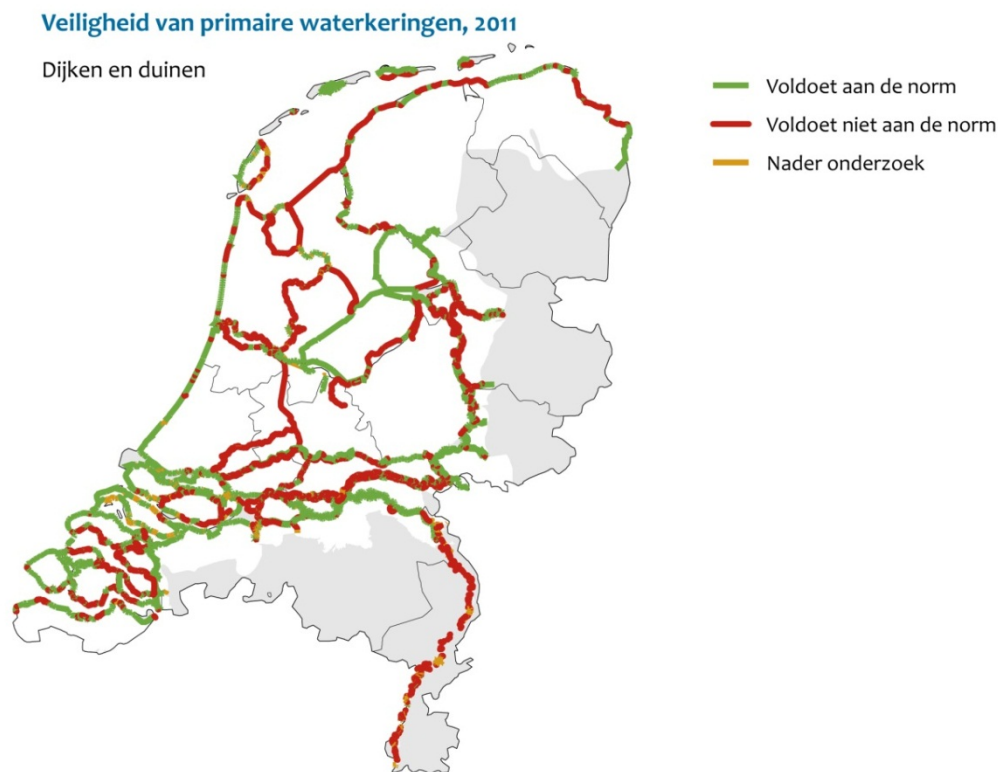 Veiligheid van primaire waterkeringen, 2011
Dijken en duinen
Voldoet aan de norm
Voldoet niet aan de norm
Nader onderzoek